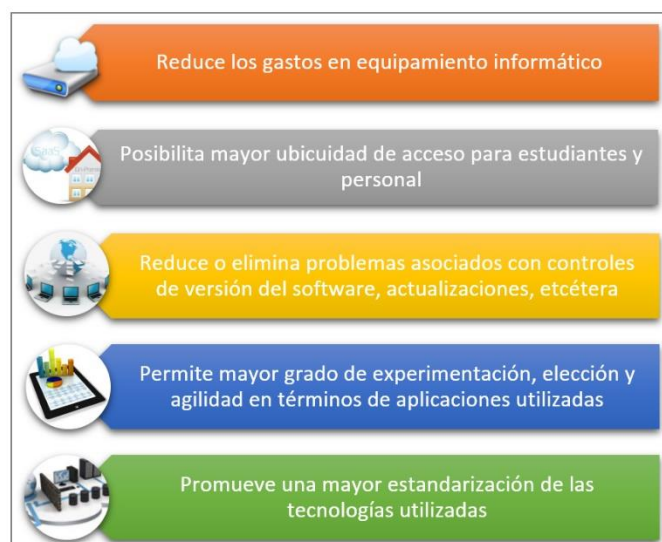 Reduce los gastos en equipamiento informático
Posibilita mayor ubicuidad de acceso para estudiantes y
personal
Reduce o elimina problemas asociados con controles
de versión del software, actualizaciones, etcétera
Permite mayor grado de experimentación, elección y
agilidad en términos de aplicaciones utilizadas
Promueve una mayor estandarización de las
tecnologías utilizadas